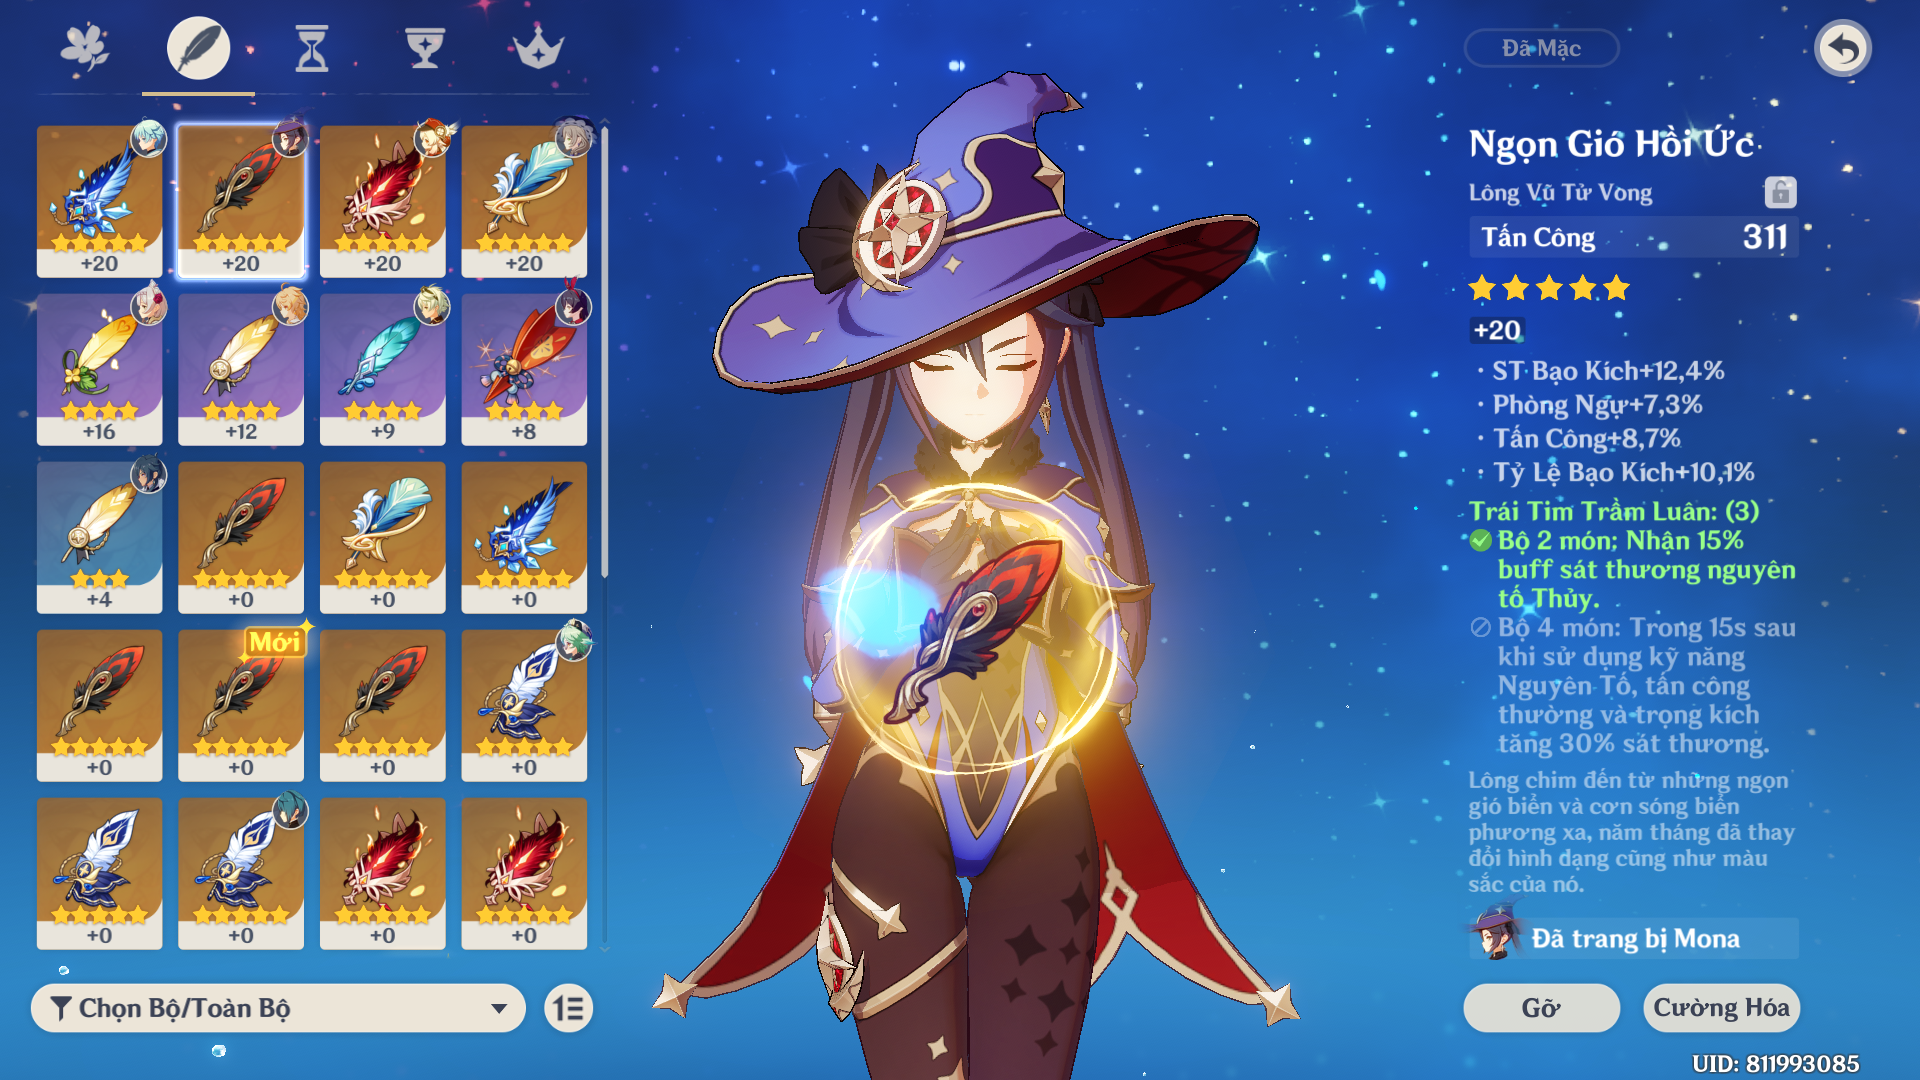 Đã Mặc
Ngọn Gió Hồi Ức
Lông Vũ Tử Vong
Tấn Công 311
+20
· ST Bạo Kích+12,4%
· Phòng Ngự+7,3%
· Tấn Công+8,7%
· Tỷ Lệ Bạo Kích+10,1%
Trái Tim Trầm Luân: (3)
Bộ 2 món: Nhận 15%
buff sát thương nguyên
tố Thủy.
Bộ 4 món: Trong 15s sau
khi sử dụng kỹ năng
Nguyên Tố, tấn công
thường và trọng kích
tăng 30% sát thương.
Lông chim đến từ những ngọn
gió biển và cơn sóng biển
phương xa, năm tháng đã thay
đổi hình dạng cũng như màu
sắc của nó.
Đã trang bị Mona
Gỡ
Cường Hóa
UID: 811993085
+20 +20 +20 +20
+16 +12 +9 +8
+4 +0 +0 +0
Mới
+0 +0 +0 +0
+0 +0 +0 +0
Chọn Bộ/Toàn Bộ